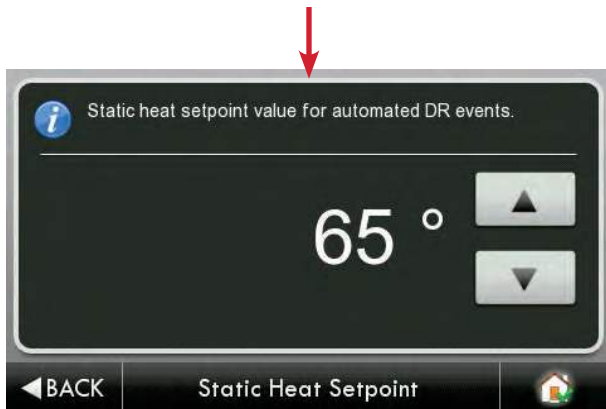 i Static heat setpoint value for automated DR events.
65 °
BACK Static Heat Setpoint